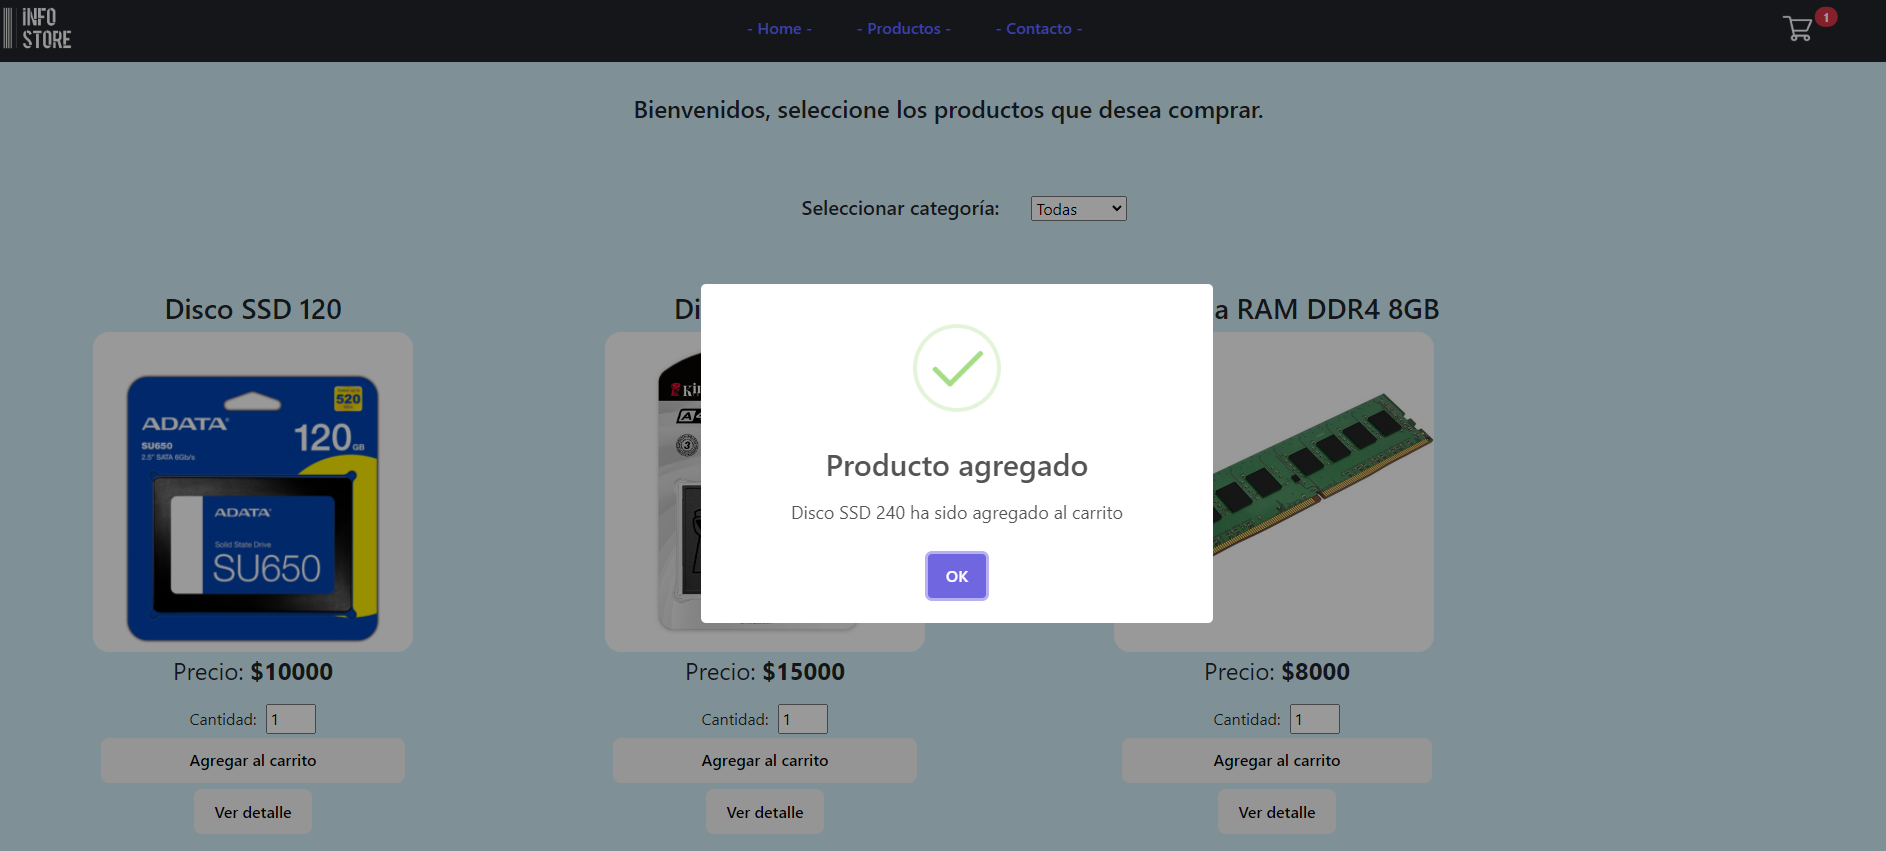 iNFO
STORE
- Home -
- Productos -
- Contacto -
1
Bienvenidos, seleccione los productos que desea comprar.
Seleccionar categoría:
Todas
Disco SSD 120
ADATA
SU650
2.5" SATA 6Gb/s
520
120GB
ADATA
Solid State Drive
SU650
Precio: $10000
Cantidad: 1
Agregar al carrito
Ver detalle
Di
Kin
A4
3
Precio: $15000
Cantidad: 1
Agregar al carrito
Ver detalle
a RAM DDR4 8GB
Precio: $8000
Cantidad: 1
Agregar al carrito
Ver detalle
Producto agregado
Disco SSD 240 ha sido agregado al carrito
OK